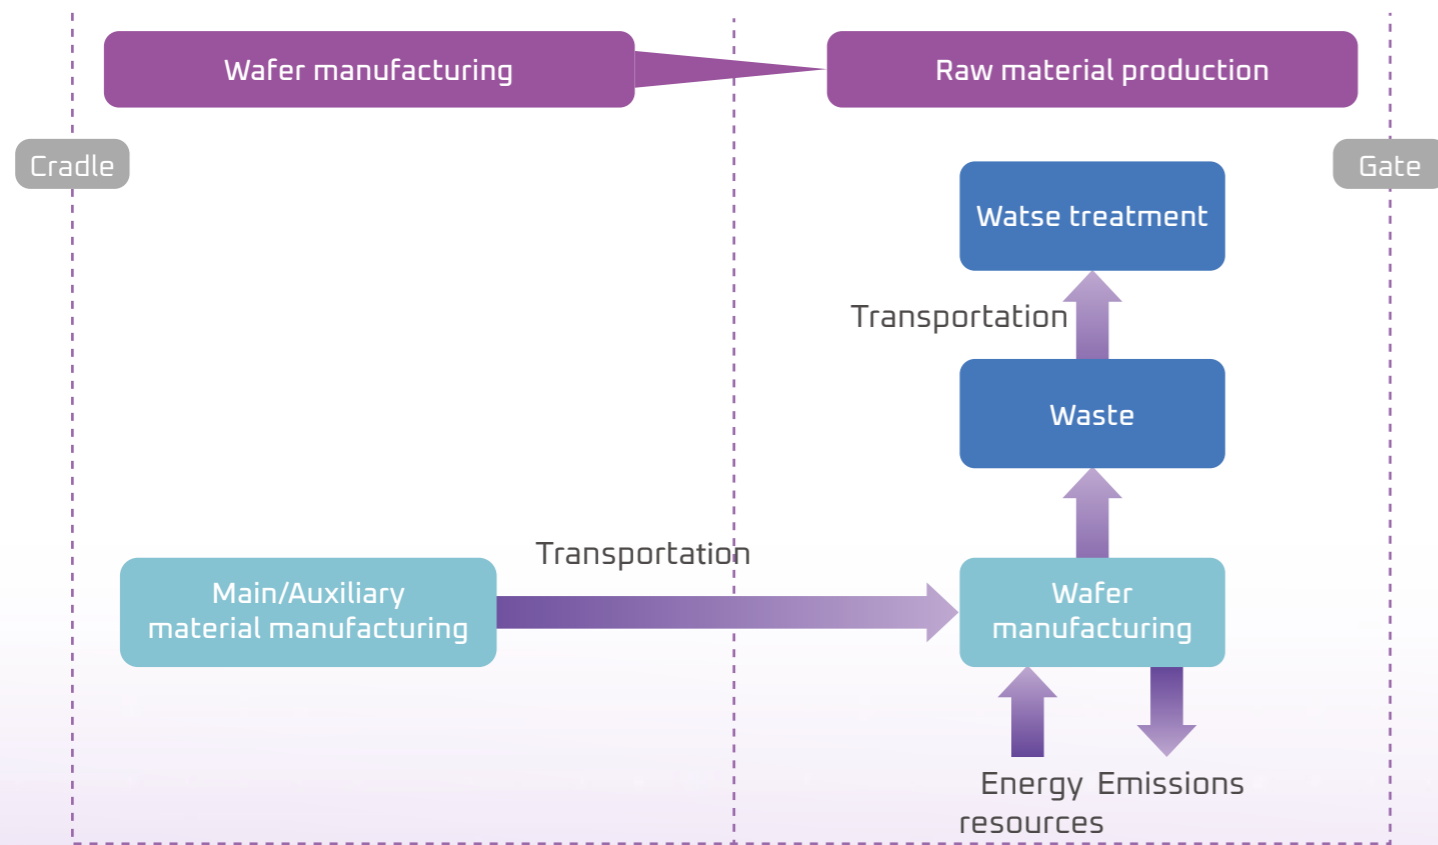 Wafer manufacturing
Raw material production
Cradle
Gate
Watse treatment
Transportation
Waste
Transportation
Main/Auxiliary
material manufacturing
Wafer
manufacturing
Energy
resources
Emissions